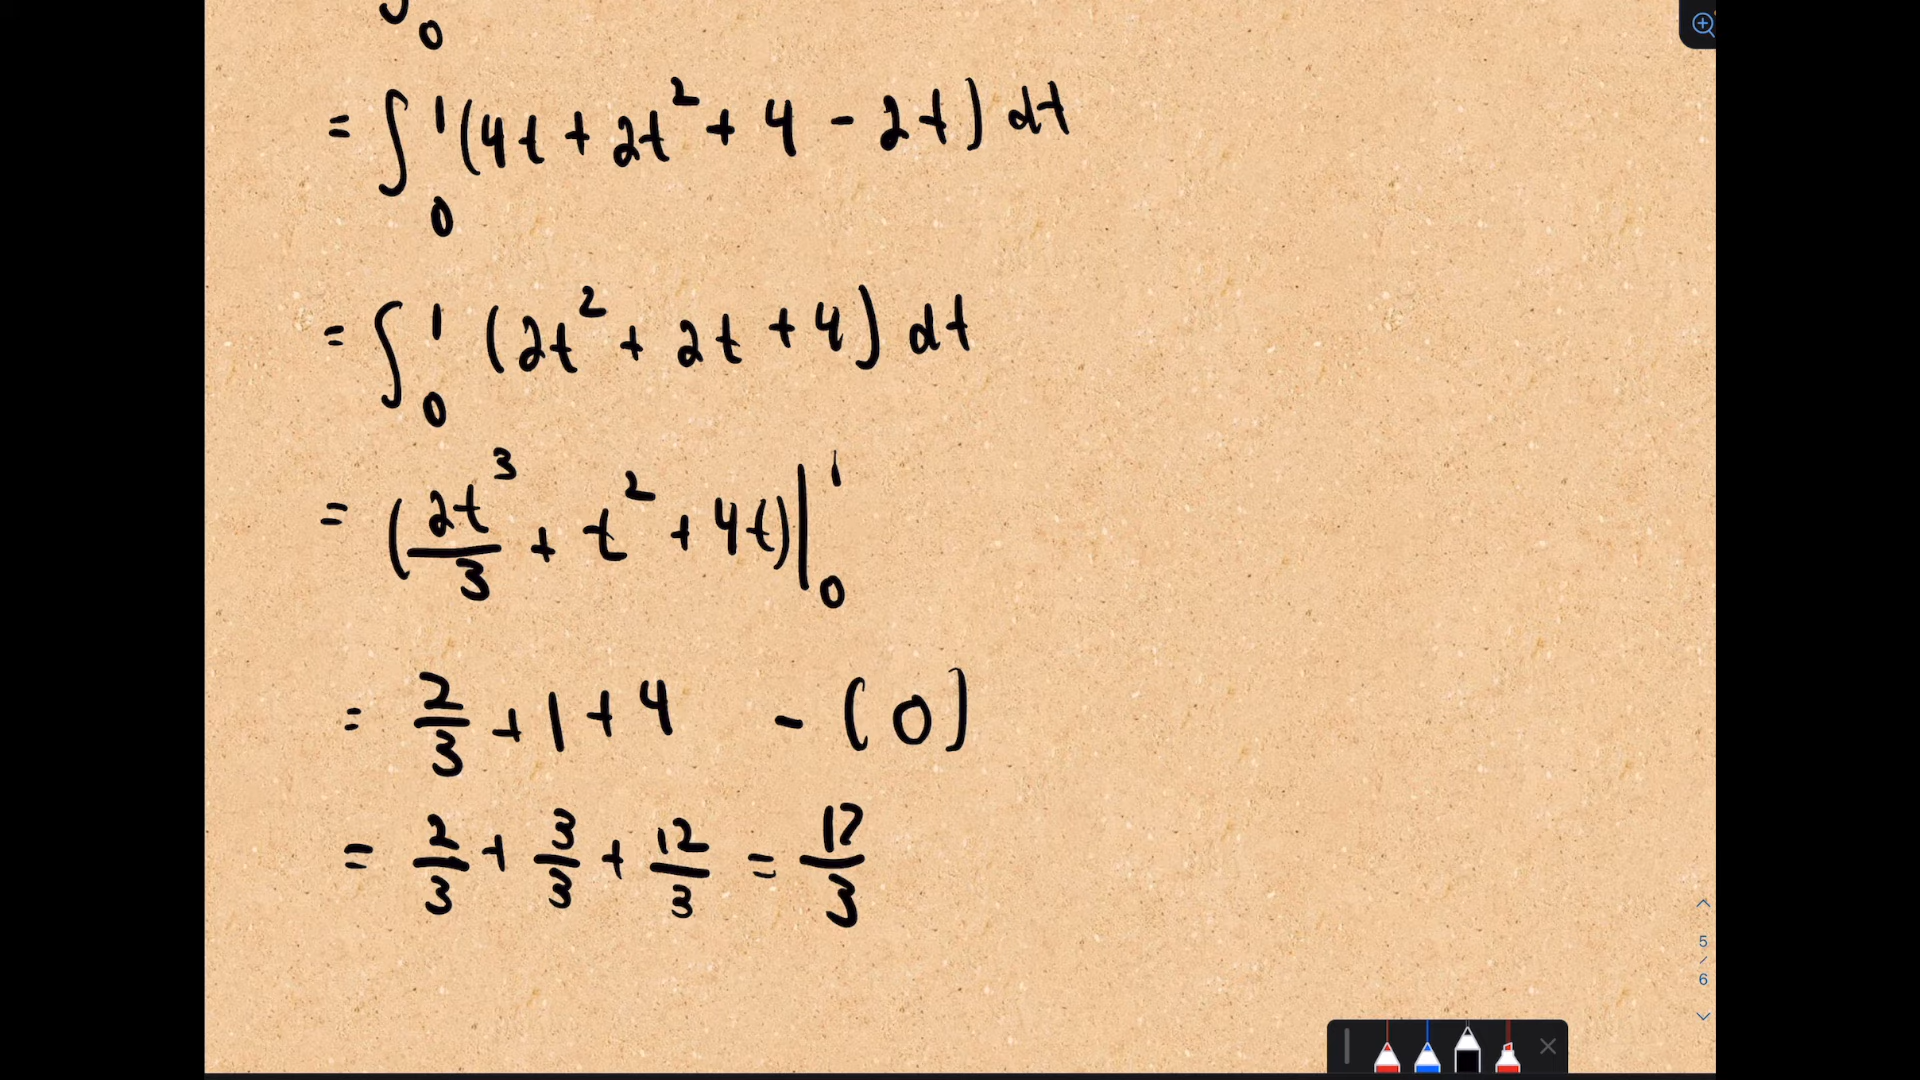 ∫₀
= ∫₀¹ (4t + 2t² + 4 - 2t) dt
= ∫₀¹ (2t² + 2t + 4) dt
= (2t³/3 + t² + 4t)|₀¹
= 2/3 + 1 + 4 - (0)
= 2/3 + 3/3 + 12/3 = 17/3
5
/
6